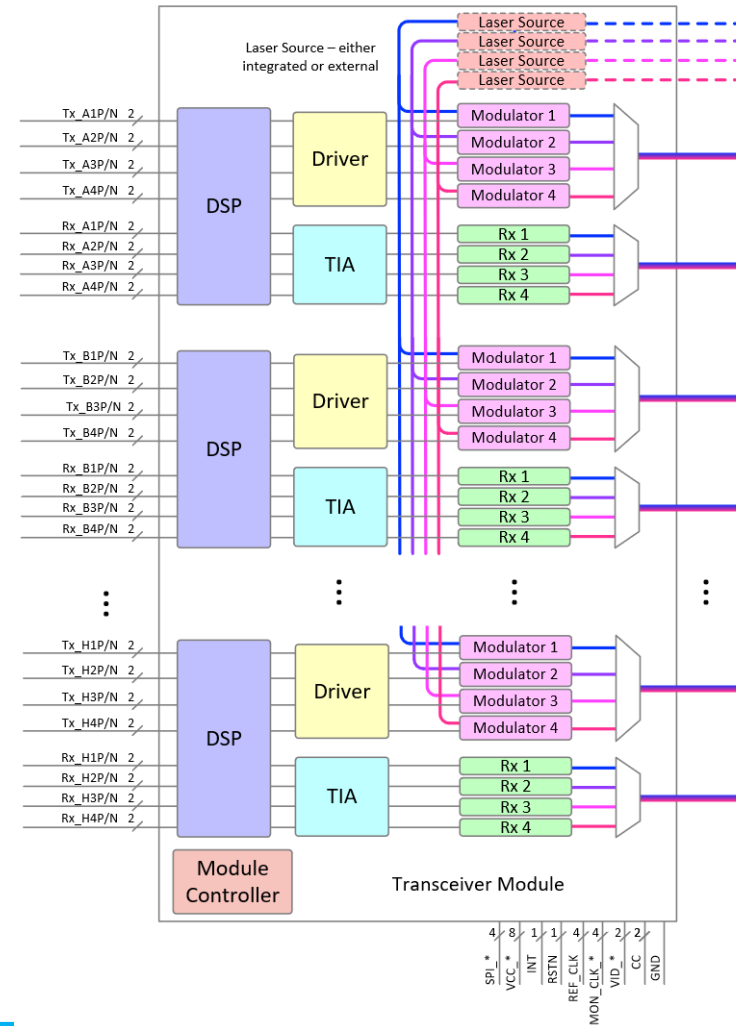 Laser Source
Laser Source
Laser Source
Laser Source
Laser Source – either
integrated or external
Tx_A1P/N 2
Tx_A2P/N 2
Tx_A3P/N 2
Tx_A4P/N 2
Rx_A1P/N 2
Rx_A2P/N 2
Rx_A3P/N 2
Rx_A4P/N 2
DSP
Driver
TIA
Modulator 1
Modulator 2
Modulator 3
Modulator 4
Rx 1
Rx 2
Rx 3
Rx 4
Tx_B1P/N 2
Tx_B2P/N 2
Tx_B3P/N 2
Tx_B4P/N 2
Rx_B1P/N 2
Rx_B2P/N 2
Rx_B3P/N 2
Rx_B4P/N 2
DSP
Driver
TIA
Modulator 1
Modulator 2
Modulator 3
Modulator 4
Rx 1
Rx 2
Rx 3
Rx 4
Tx_H1P/N 2
Tx_H2P/N 2
Tx_H3P/N 2
Tx_H4P/N 2
Rx_H1P/N 2
Rx_H2P/N 2
Rx_H3P/N 2
Rx_H4P/N 2
DSP
Driver
TIA
Modulator 1
Modulator 2
Modulator 3
Modulator 4
Rx 1
Rx 2
Rx 3
Rx 4
Module
Controller
Transceiver Module
4 8 1 1 4 4 2 2
SPI_*
VCC_*
INT
RSTN
REF_CLK
MON_CLK_*
VID_*
CC
GND